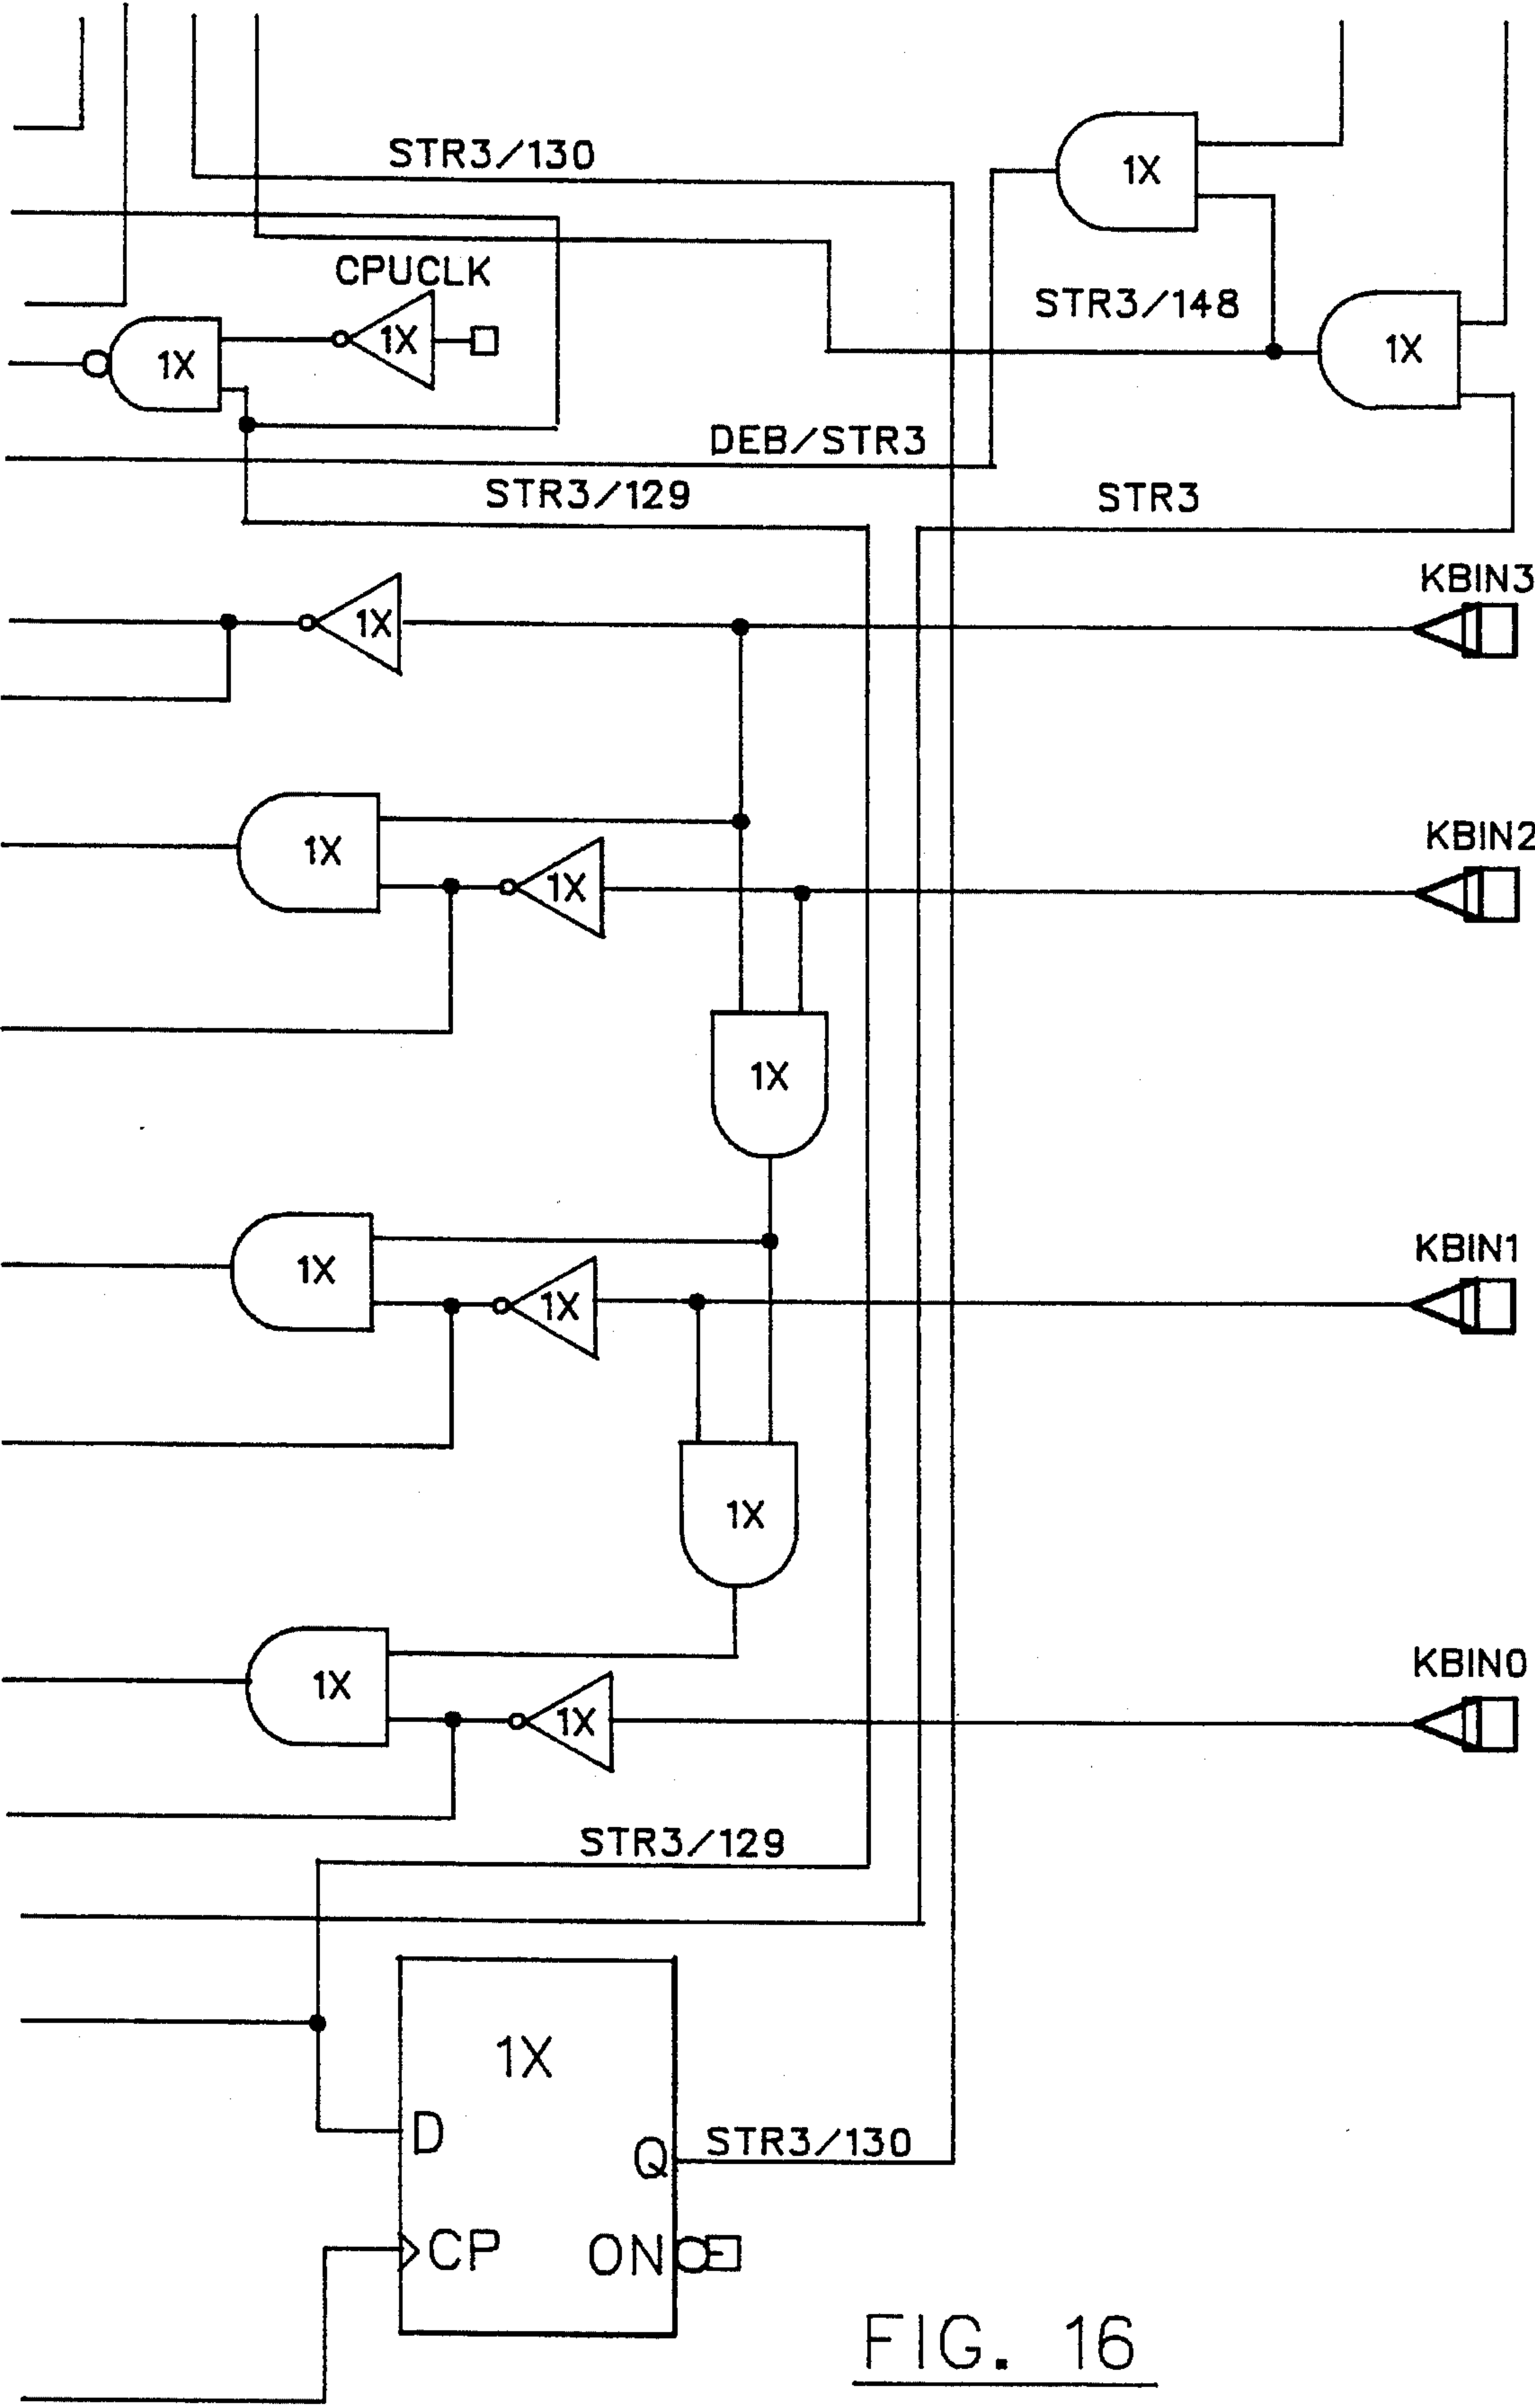 STR3/130
1X
CPUCLK
1X
1X
STR3/148
1X
DEB/STR3
STR3/129
STR3
KBIN3
1X
KBIN2
1X
1X
1X
KBIN1
1X
1X
1X
KBIN0
1X
1X
STR3/129
1X
D
Q
STR3/130
CP
ON
FIG. 16